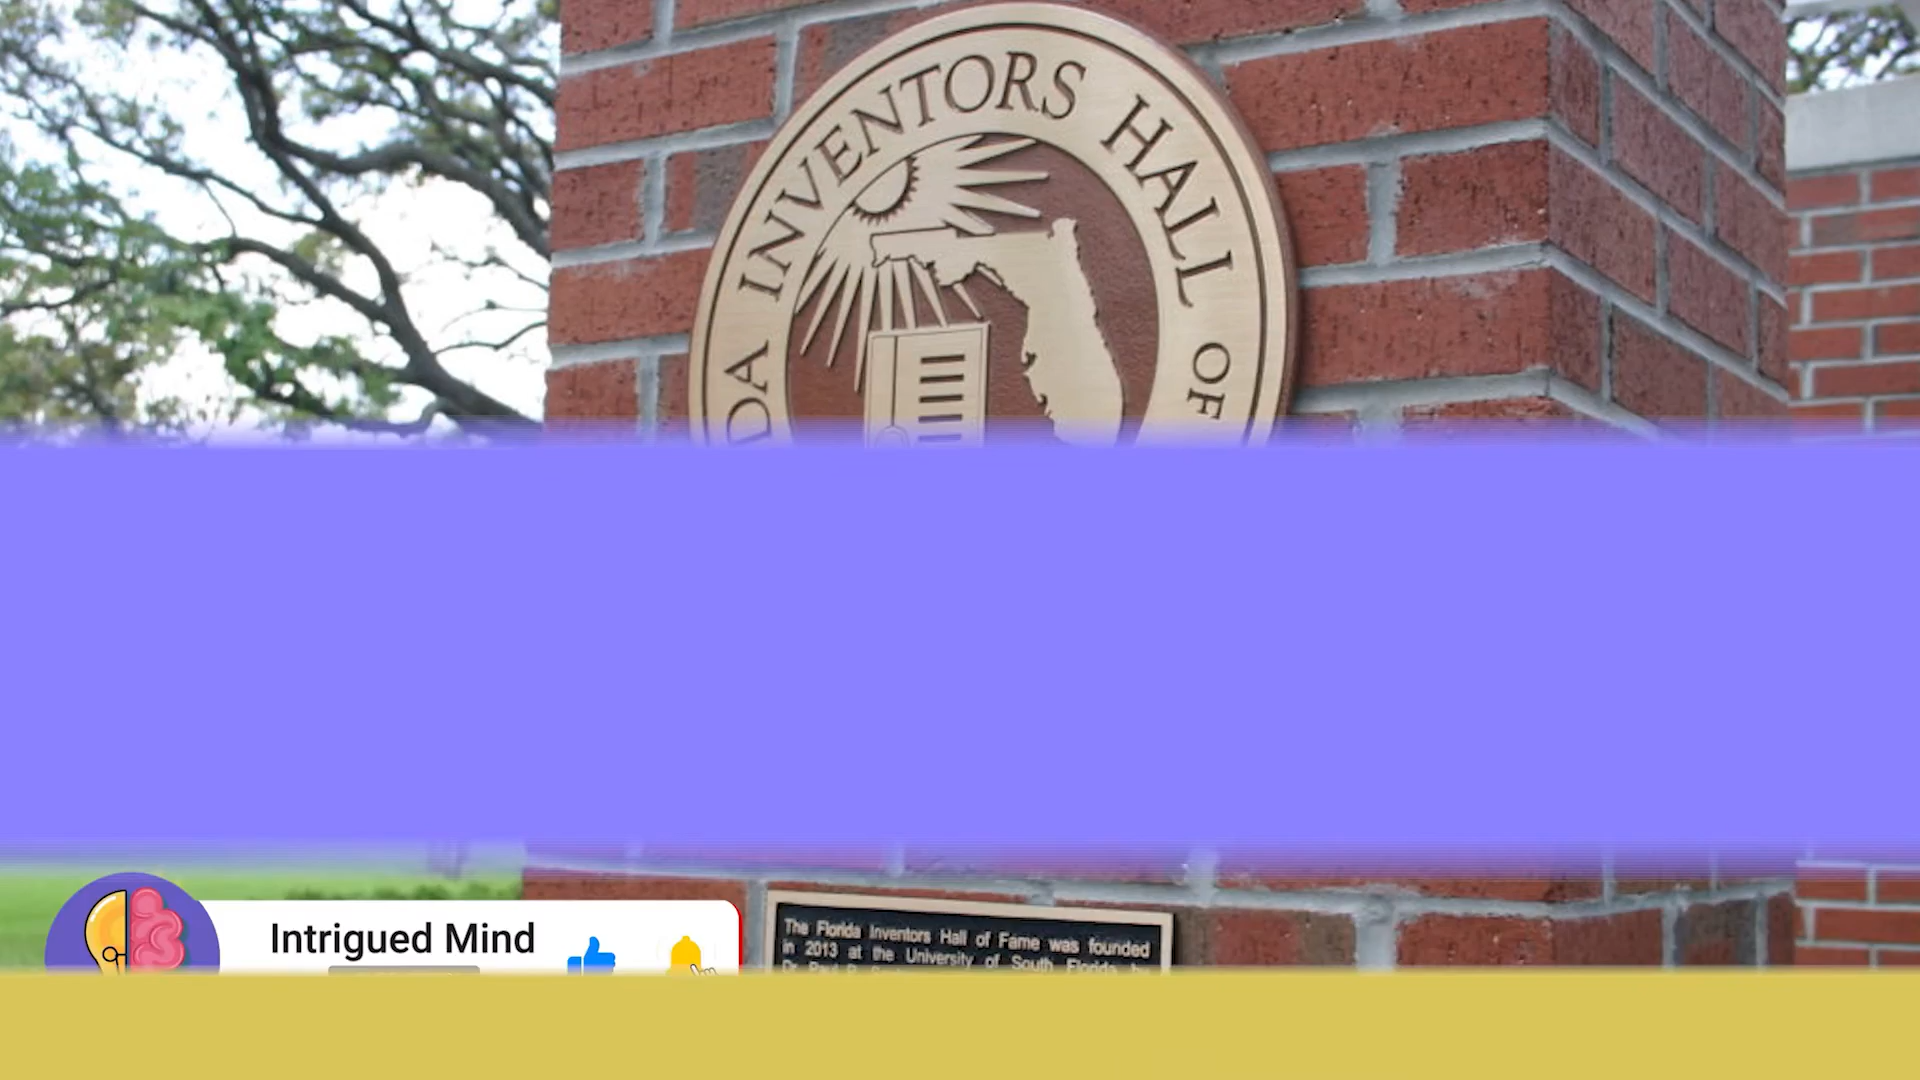 DA INVENTORS HALL OF
Intrigued Mind
The Florida Inventors Hall of Fame was founded
in 2013 at the University of South Florida by